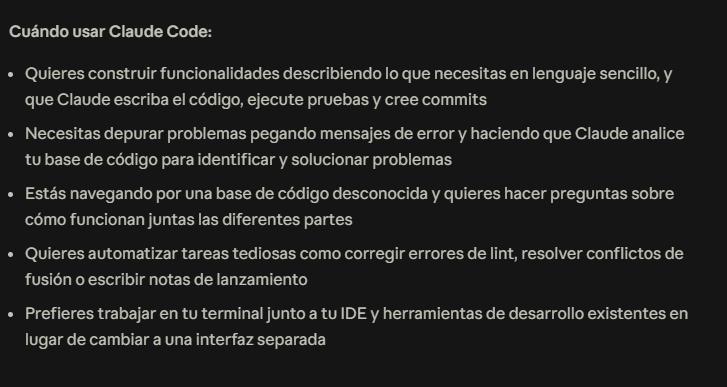 Cuándo usar Claude Code:
• Quieres construir funcionalidades describiendo lo que necesitas en lenguaje sencillo, y
que Claude escriba el código, ejecute pruebas y cree commits
• Necesitas depurar problemas pegando mensajes de error y haciendo que Claude analice
tu base de código para identificar y solucionar problemas
• Estás navegando por una base de código desconocida y quieres hacer preguntas sobre
cómo funcionan juntas las diferentes partes
• Quieres automatizar tareas tediosas como corregir errores de lint, resolver conflictos de
fusión o escribir notas de lanzamiento
• Prefieres trabajar en tu terminal junto a tu IDE y herramientas de desarrollo existentes en
lugar de cambiar a una interfaz separada